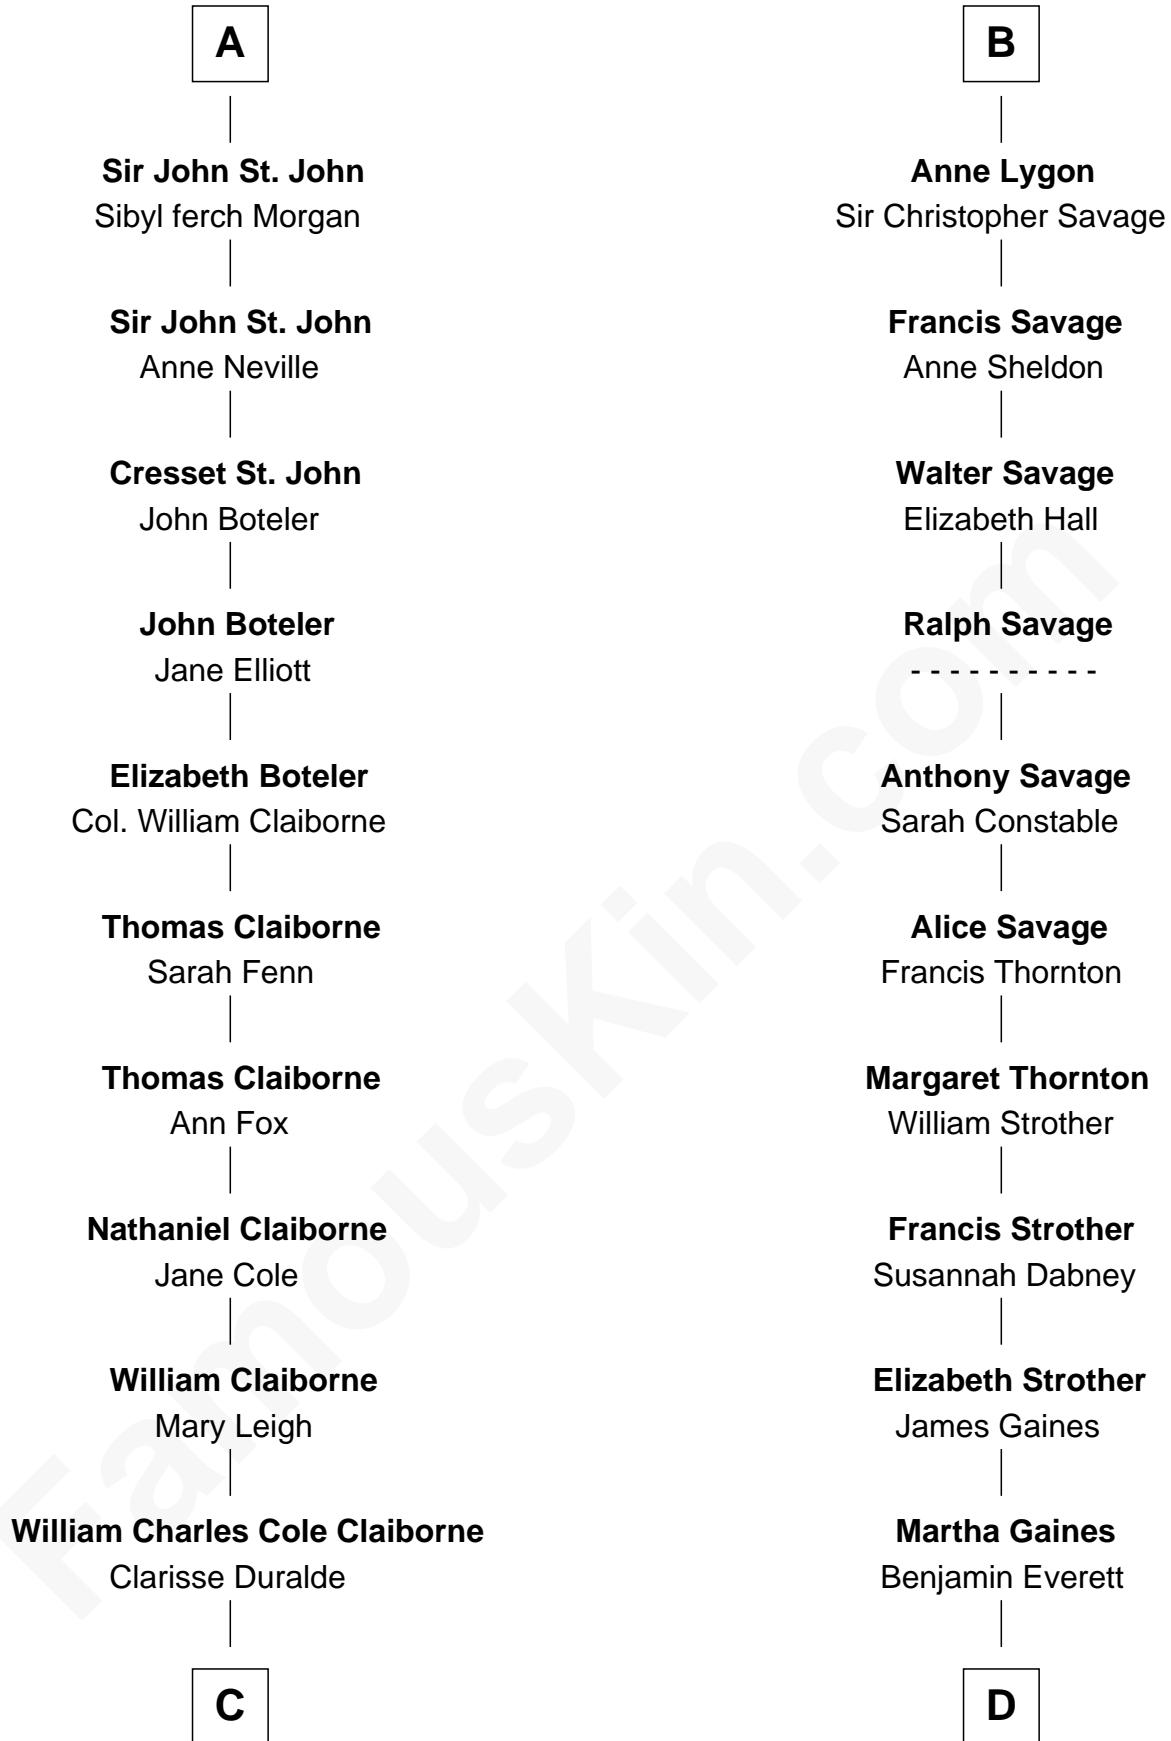 A
Sir John St. John
Sibyl ferch Morgan
Sir John St. John
Anne Neville
Cresset St. John
John Boteler
John Boteler
Jane Elliott
Elizabeth Boteler
Col. William Claiborne
Thomas Claiborne
Sarah Fenn
Thomas Claiborne
Ann Fox
Nathaniel Claiborne
Jane Cole
William Claiborne
Mary Leigh
William Charles Cole Claiborne
Clarisse Duralde
C
B
Anne Lygon
Sir Christopher Savage
Francis Savage
Anne Sheldon
Walter Savage
Elizabeth Hall
Ralph Savage
- - - - - - - - - -
Anthony Savage
Sarah Constable
Alice Savage
Francis Thornton
Margaret Thornton
William Strother
Francis Strother
Susannah Dabney
Elizabeth Strother
James Gaines
Martha Gaines
Benjamin Everett
D
FamousKin.com